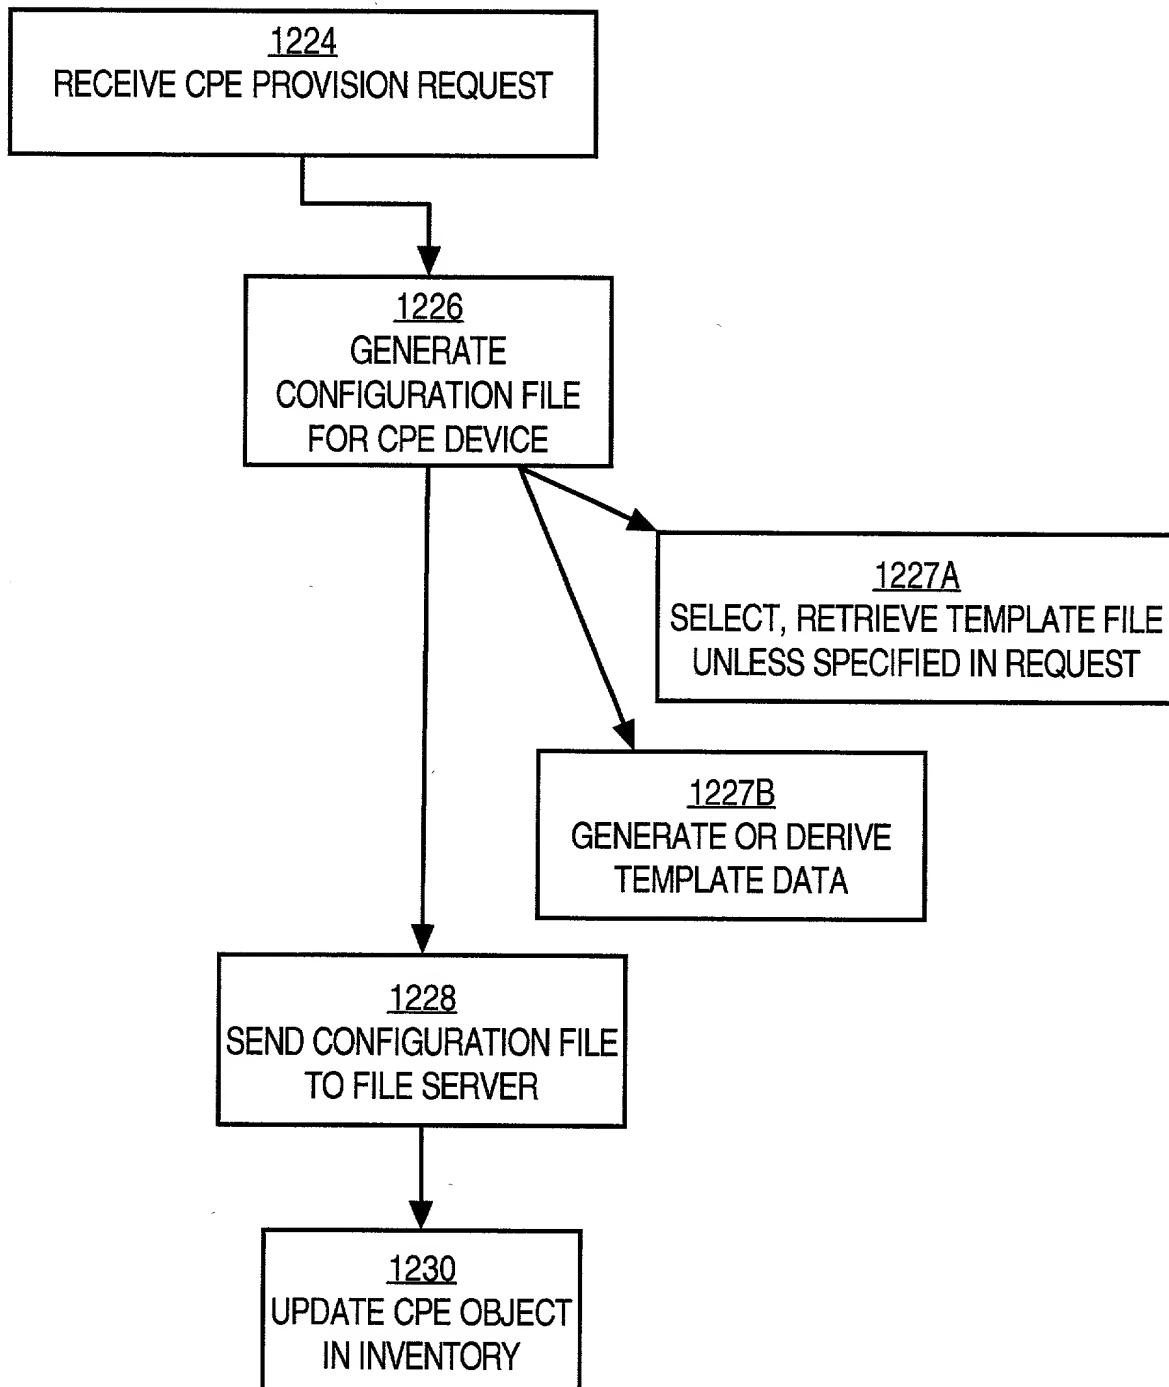 1224
RECEIVE CPE PROVISION REQUEST
1226
GENERATE
CONFIGURATION FILE
FOR CPE DEVICE
1227A
SELECT, RETRIEVE TEMPLATE FILE
UNLESS SPECIFIED IN REQUEST
1227B
GENERATE OR DERIVE
TEMPLATE DATA
1228
SEND CONFIGURATION FILE
TO FILE SERVER
1230
UPDATE CPE OBJECT
IN INVENTORY